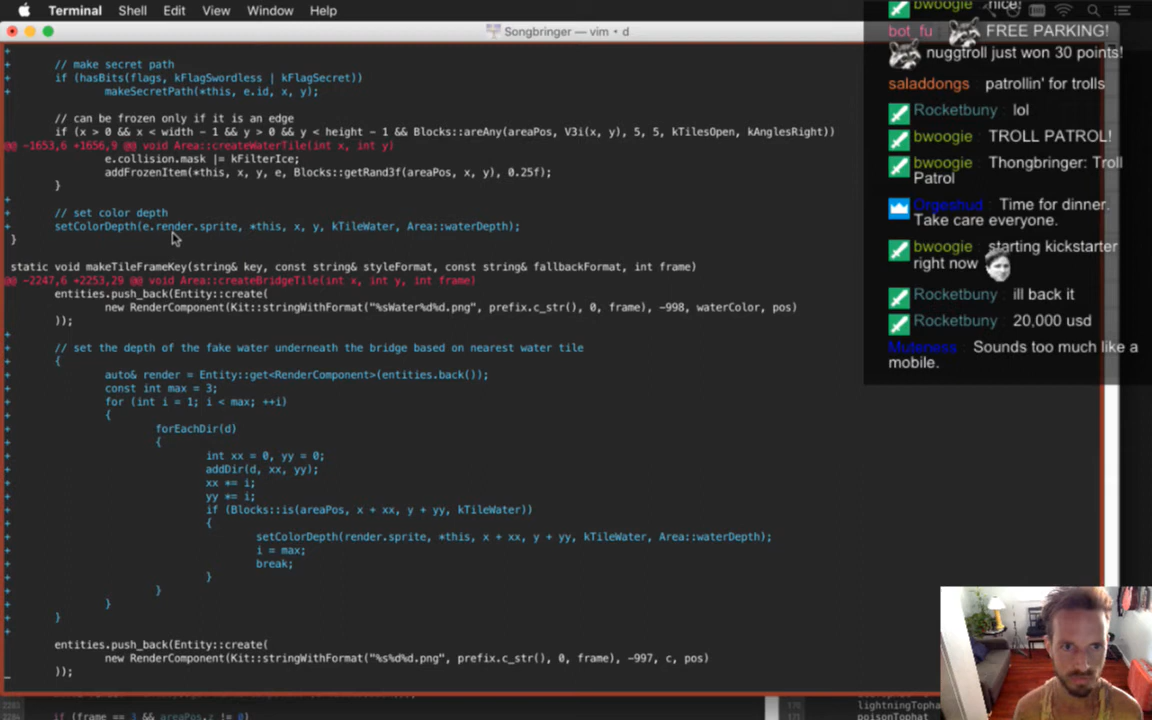 Terminal Shell Edit View Window Help
Songbringer — vim • d
+
+ // make secret path
+ if (hasBits(flags, kFlagSwordless | kFlagSecret))
+ makeSecretPath(*this, e.id, x, y);
// can be frozen only if it is an edge
if (x > 0 && x < width - 1 && y > 0 && y < height - 1 && Blocks::areAny(areaPos, V3i(x, y), 5, 5, kTilesOpen, kAnglesRight))
@@ -1653,6 +1656,9 @@ void Area::createWaterTile(int x, int y)
e.collision.mask |= kFilterIce;
addFrozenItem(*this, x, y, e, Blocks::getRand3f(areaPos, x, y), 0.25f);
}
+
+ // set color depth
+ setColorDepth(e.render.sprite, *this, x, y, kTileWater, Area::waterDepth);
}
static void makeTileFrameKey(string& key, const string& styleFormat, const string& fallbackFormat, int frame)
@@ -2247,6 +2253,29 @@ void Area::createBridgeTile(int x, int y, int frame)
entities.push_back(Entity::create(
new RenderComponent(Kit::stringWithFormat("%sWater%d%d.png", prefix.c_str(), 0, frame), -998, waterColor, pos)
));
+
+ // set the depth of the fake water underneath the bridge based on nearest water tile
+ {
+ auto& render = Entity::get<RenderComponent>(entities.back());
+ const int max = 3;
+ for (int i = 1; i < max; ++i)
+ {
+ forEachDir(d)
+ {
+ int xx = 0, yy = 0;
+ addDir(d, xx, yy);
+ xx *= i;
+ yy *= i;
+ if (Blocks::is(areaPos, x + xx, y + yy, kTileWater))
+ {
+ setColorDepth(render.sprite, *this, x + xx, y + yy, kTileWater, Area::waterDepth);
+ i = max;
+ break;
+ }
+ }
+ }
+ }
+
entities.push_back(Entity::create(
new RenderComponent(Kit::stringWithFormat("%s%d%d.png", prefix.c_str(), 0, frame), -997, c, pos)
));
2283
2284 if (frame == 3 && areaPos.z != 0)
170 lightningTophat
171 poisonTophat
bwoogie : nice!
bot_fu : FREE PARKING!
nuggtroll just won 30 points!
saladdongs : patrollin' for trolls
Rocketbuny : lol
bwoogie : TROLL PATROL!
bwoogie : Thongbringer: Troll
Patrol
Orgeshud : Time for dinner.
Take care everyone.
bwoogie : starting kickstarter
right now
Rocketbuny : ill back it
Rocketbuny : 20,000 usd
Muteness : Sounds too much like a
mobile.